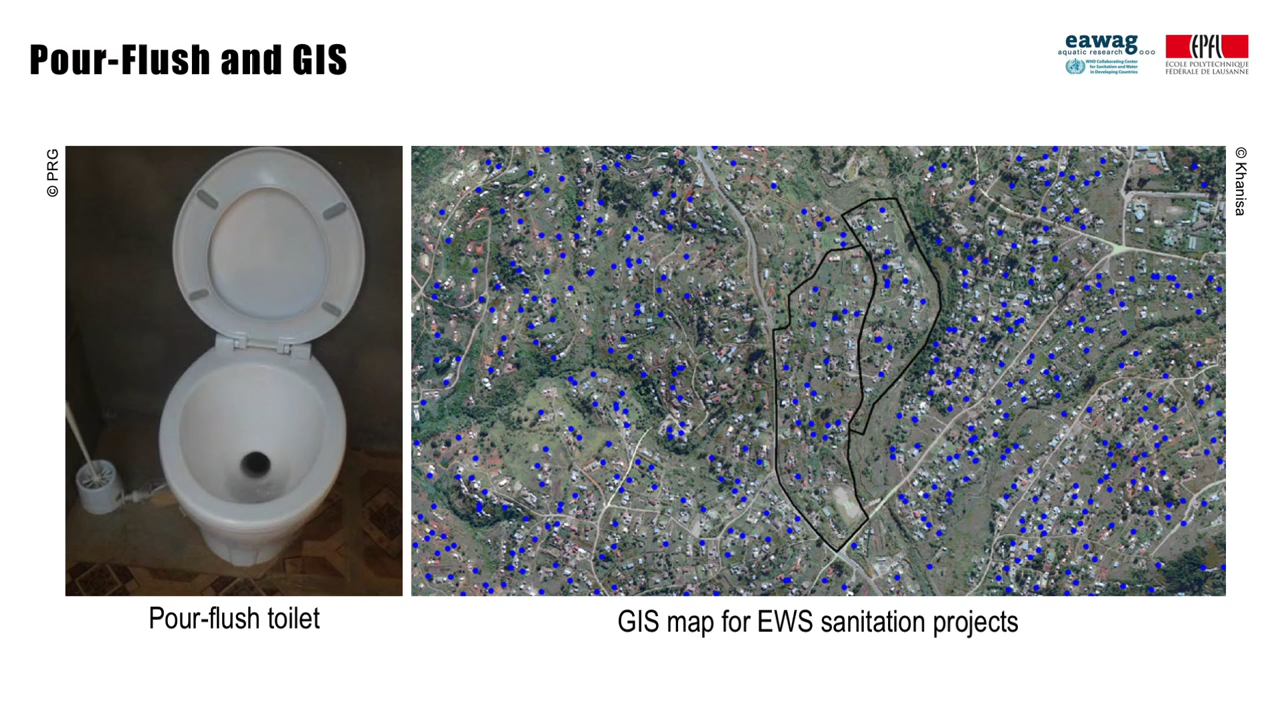 Pour-Flush and GIS
eawag
aquatic research
WHO Collaborating Center
for Sanitation and Water
in Developing Countries
EPFL
ÉCOLE POLYTECHNIQUE
FÉDÉRALE DE LAUSANNE
© PRG
© Khanisa
Pour-flush toilet
GIS map for EWS sanitation projects